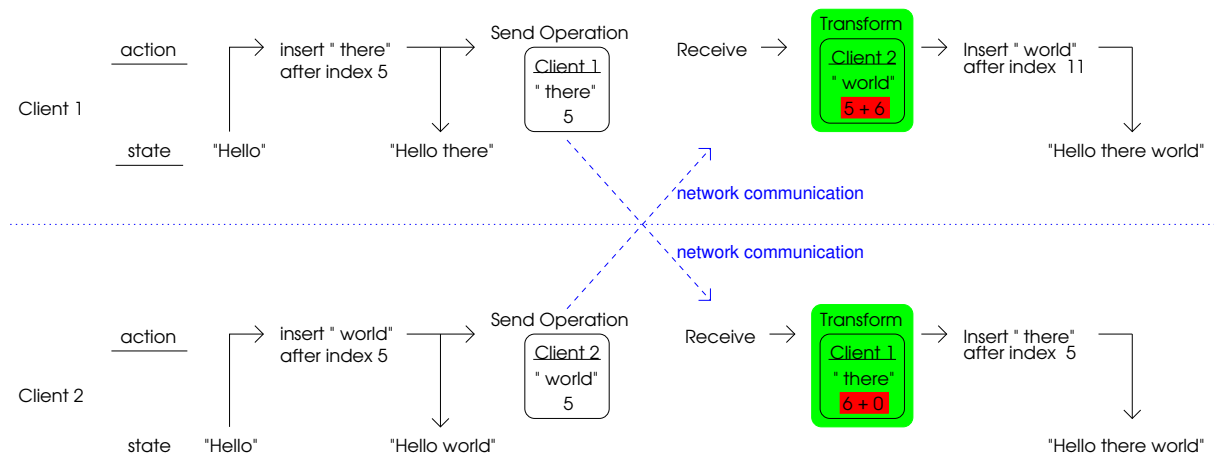 action
insert " there"
after index 5
Send Operation
Client 1
" there"
5
Receive
Transform
Client 2
" world"
5 + 6
Insert " world"
after index 11
Client 1
state
"Hello"
"Hello there"
"Hello there world"
network communication
network communication
action
insert " world"
after index 5
Send Operation
Client 2
" world"
5
Receive
Transform
Client 1
" there"
6 + 0
Insert " there"
after index 5
Client 2
state
"Hello"
"Hello world"
"Hello there world"